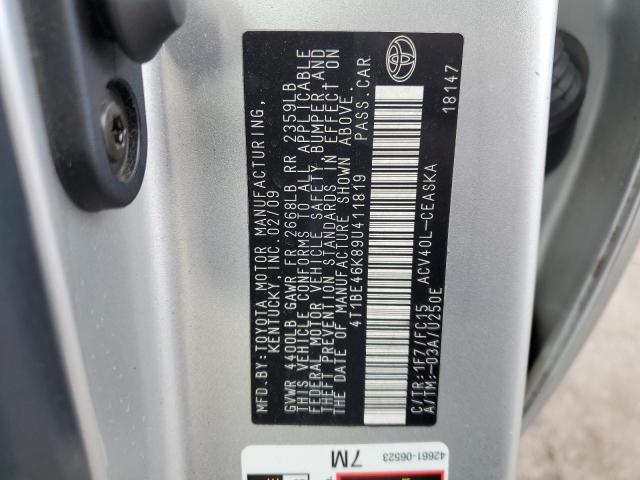 MFD.BY:TOYOTA MOTOR MANUFACTURING,
KENTUCKY, INC. 02/09
GVWR 4400LB GAWR FR 2668LB RR 2359LB
THIS VEHICLE CONFORMS TO ALL APPLICABLE
FEDERAL MOTOR VEHICLE SAFETY, BUMPER AND
THEFT PREVENTION STANDARDS IN EFFECT ON
THE DATE OF MANUFACTURE SHOWN ABOVE.
4T1BE46K89U411819 PASS.CAR
C/TR:1F7/FC15 ACV40L-CEASKA
A/TM:-03A/U250E
18147
42661-06523
7M